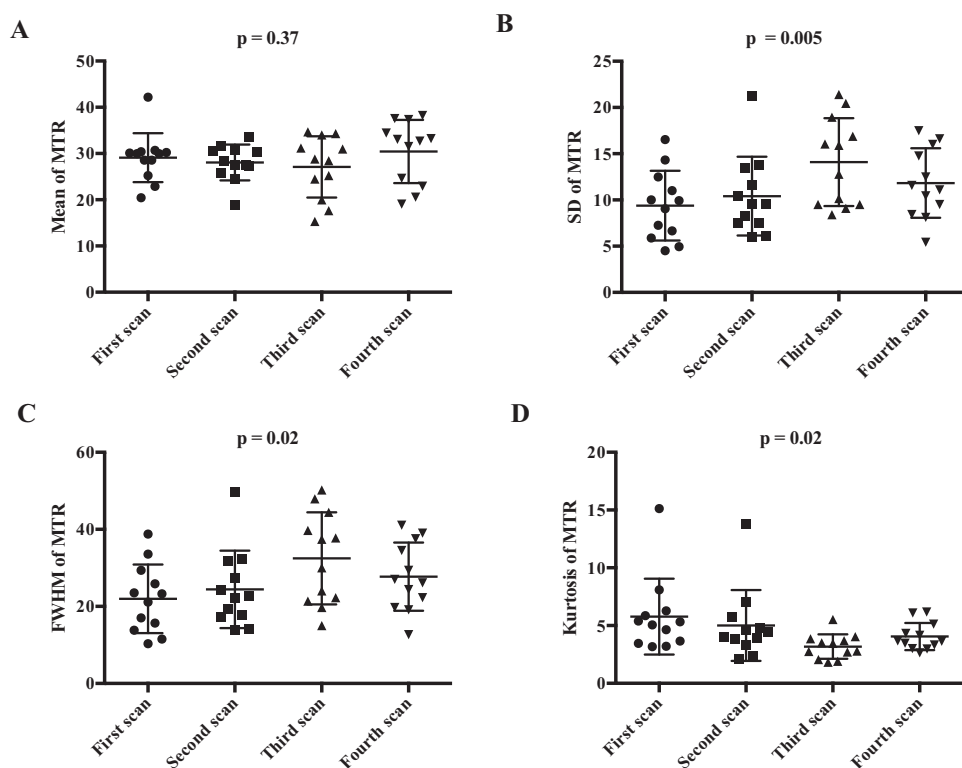 A
p = 0.37
Mean of MTR
50
40
30
20
10
0
First scan
Second scan
Third scan
Fourth scan
B
p = 0.005
SD of MTR
25
20
15
10
5
0
First scan
Second scan
Third scan
Fourth scan
C
p = 0.02
FWHM of MTR
60
40
20
0
First scan
Second scan
Third scan
Fourth scan
D
p = 0.02
Kurtosis of MTR
20
15
10
5
0
First scan
Second scan
Third scan
Fourth scan